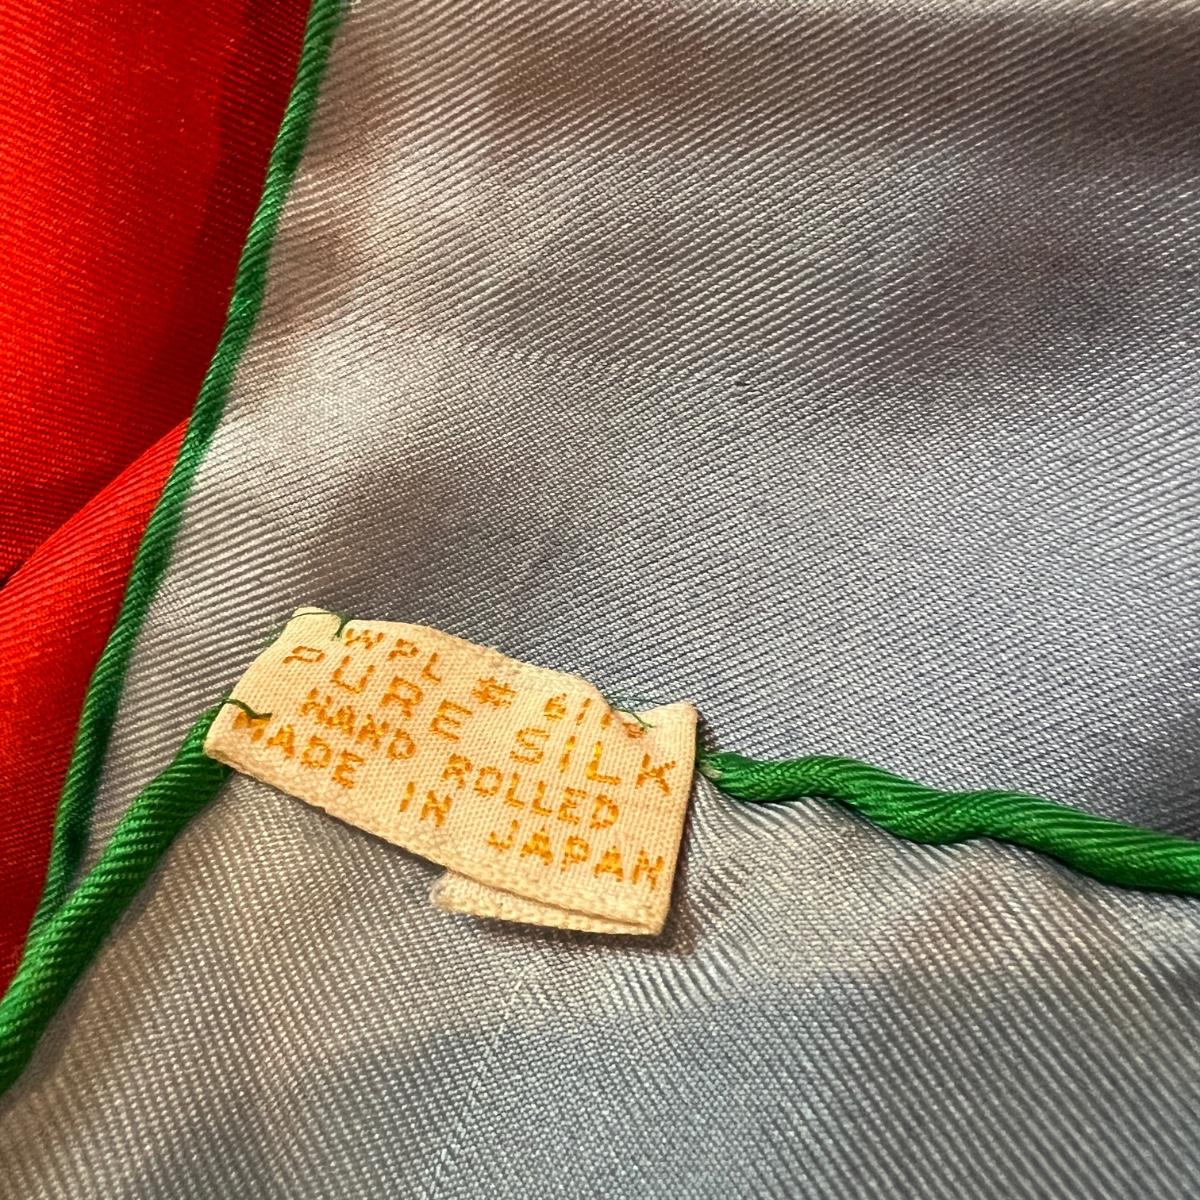 WPL #
PURE SILK
HAND ROLLED
MADE IN JAPAN